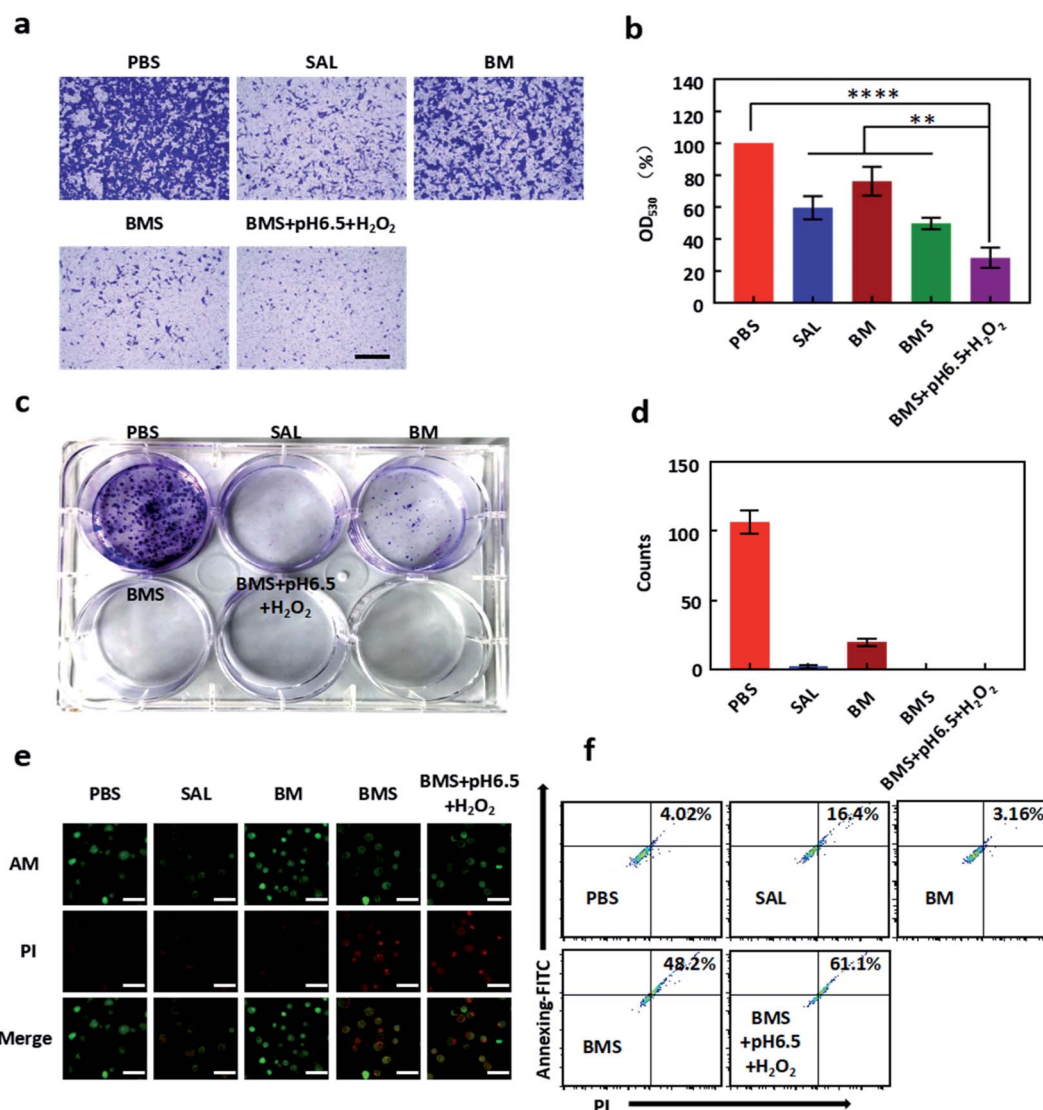 a
PBS SAL BM
BMS BMS+pH6.5+H₂O₂
b
OD₅₃₀ (%)
140
120
100
80
60
40
20
0
****
**
PBS
SAL
BM
BMS
BMS+pH6.5+H₂O₂
c
PBS SAL BM
BMS
BMS+pH6.5
+H₂O₂
d
Counts
150
100
50
0
PBS
SAL
BM
BMS
BMS+pH6.5+H₂O₂
e
PBS SAL BM BMS BMS+pH6.5
+H₂O₂
AM
PI
Merge
f
Annexing-FITC
4.02%
PBS
16.4%
SAL
3.16%
BM
48.2%
BMS
61.1%
BMS
+pH6.5
+H₂O₂
PI